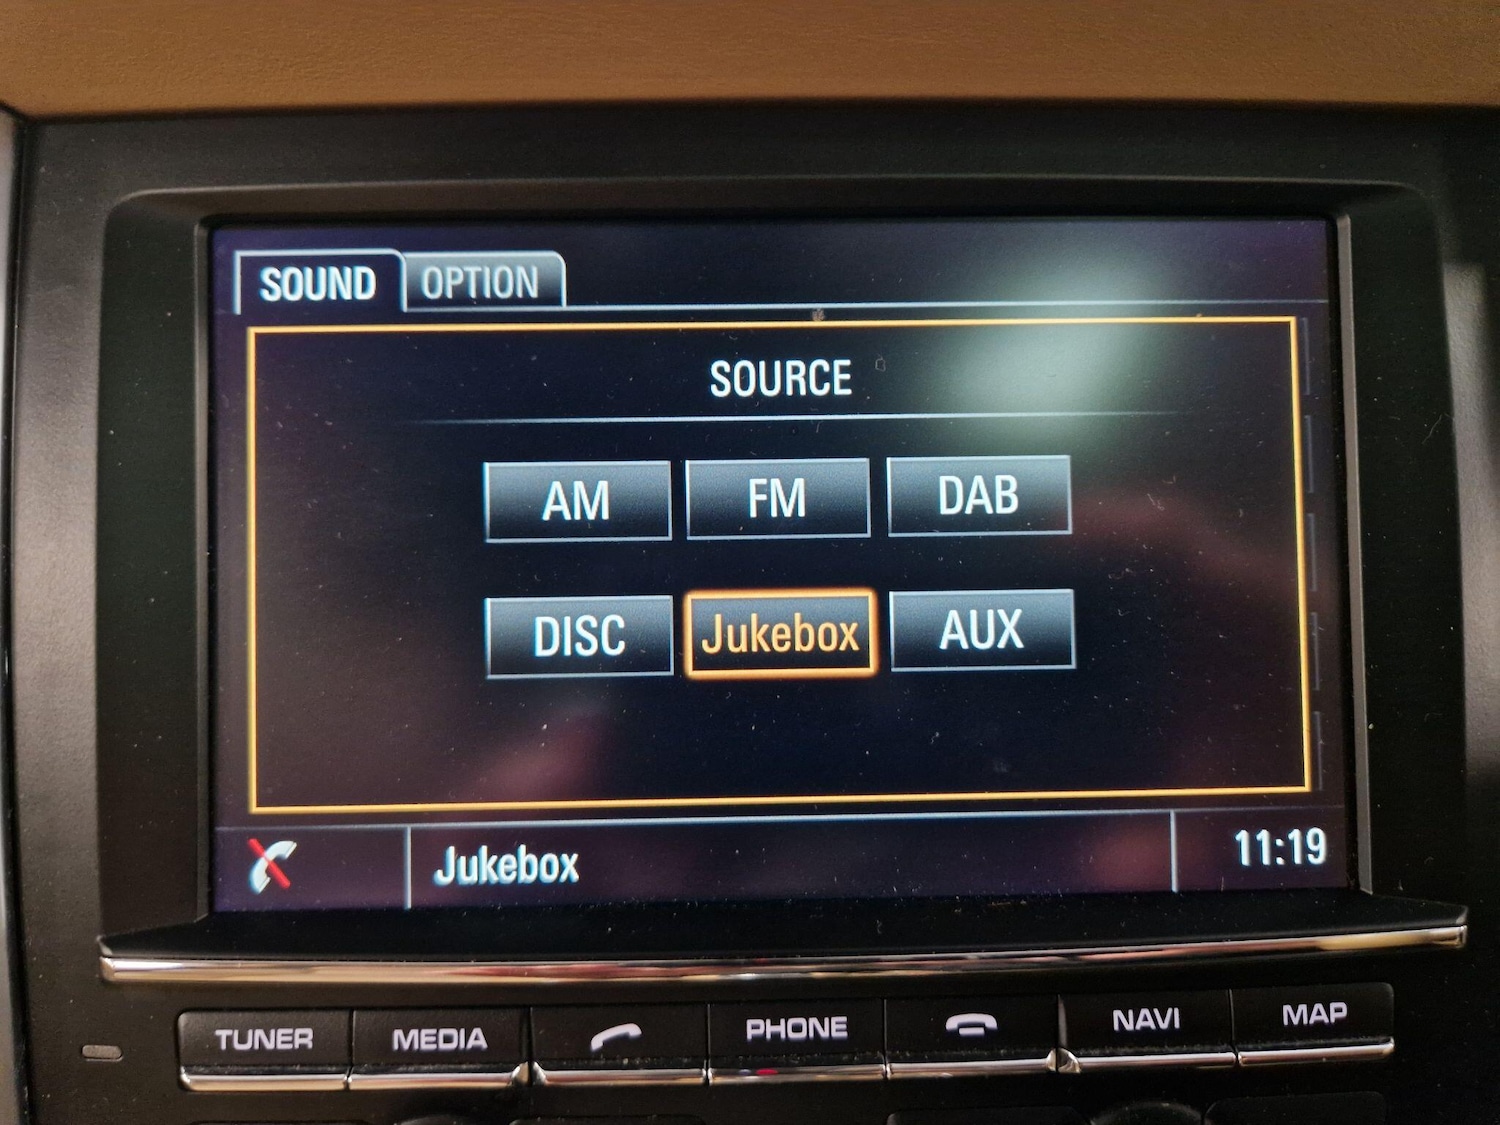 SOUND OPTION
SOURCE
AM FM DAB
DISC Jukebox AUX
Jukebox 11:19
TUNER MEDIA PHONE NAVI MAP